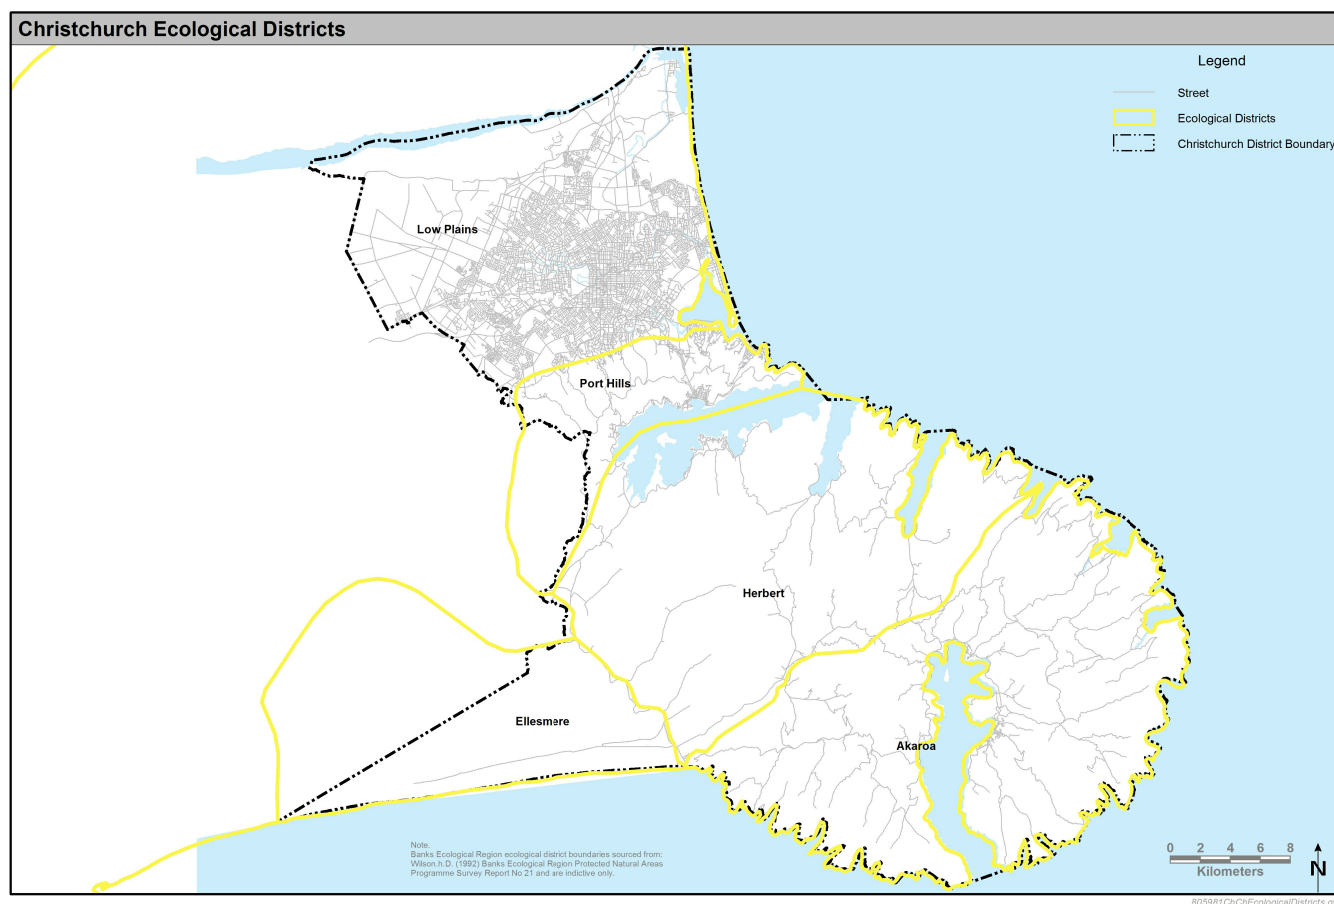 Christchurch Ecological Districts
Legend
Street
Ecological Districts
Christchurch District Boundary
Low Plains
Port Hills
Herbert
Ellesmere
Akaroa
Note.
Banks Ecological Region ecological district boundaries sourced from:
Wilson.h.D. (1992) Banks Ecological Region Protected Natural Areas
Programme Survey Report No 21 and are indictive only.
0 2 4 6 8
Kilometers
N